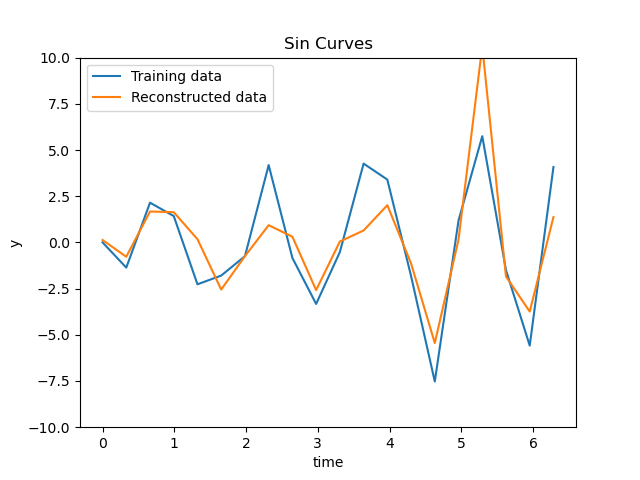 Sin Curves
Training data
Reconstructed data
10.0
7.5
5.0
2.5
0.0
−2.5
−5.0
−7.5
−10.0
y
0 1 2 3 4 5 6
time